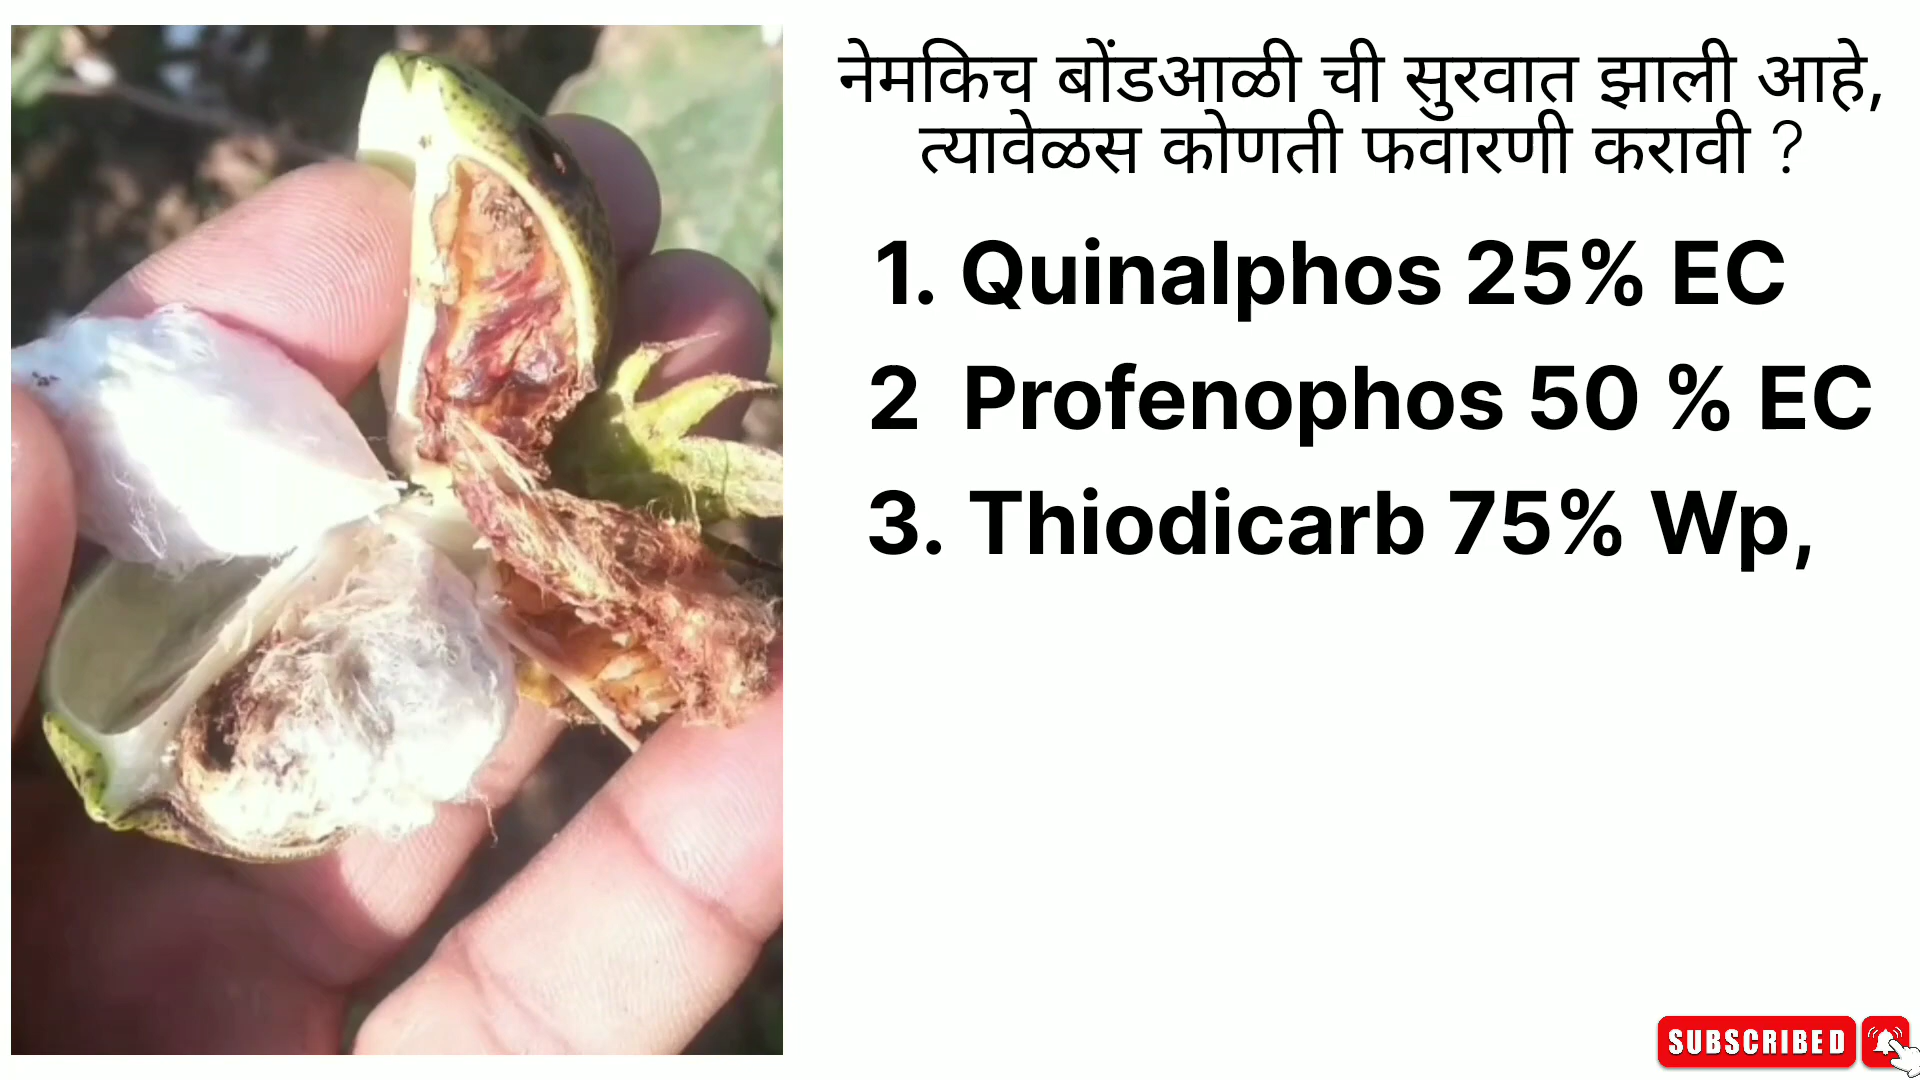 नेमकिच बोंडआळी ची सुरवात झाली आहे,
त्यावेळस कोणती फवारणी करावी ?
1. Quinalphos 25% EC
2 Profenophos 50 % EC
3. Thiodicarb 75% Wp,
SUBSCRIBED